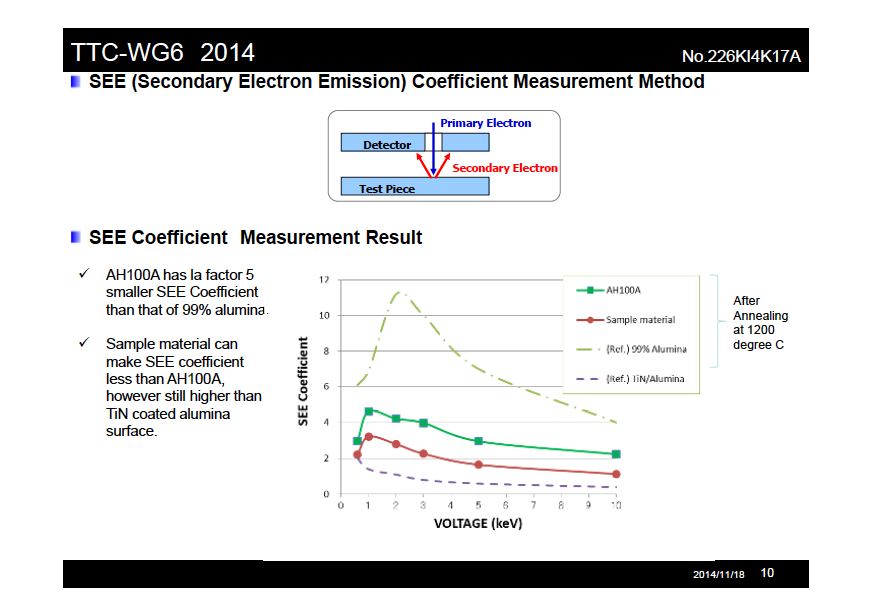 TTC-WG6 2014
No.226KI4K17A
SEE (Secondary Electron Emission) Coefficient Measurement Method
Primary Electron
Detector
Secondary Electron
Test Piece
SEE Coefficient Measurement Result
✓ AH100A has la factor 5
smaller SEE Coefficient
than that of 99% alumina.
✓ Sample material can
make SEE coefficient
less than AH100A,
however still higher than
TiN coated alumina
surface.
SEE Coefficient
12
10
8
6
4
2
0
0 1 2 3 4 5 6 7 8 9 10
VOLTAGE (keV)
AH100A
Sample material
(Ref.) 99% Alumina
(Ref.) TiN/Alumina
After
Annealing
at 1200
degree C
2014/11/18 10